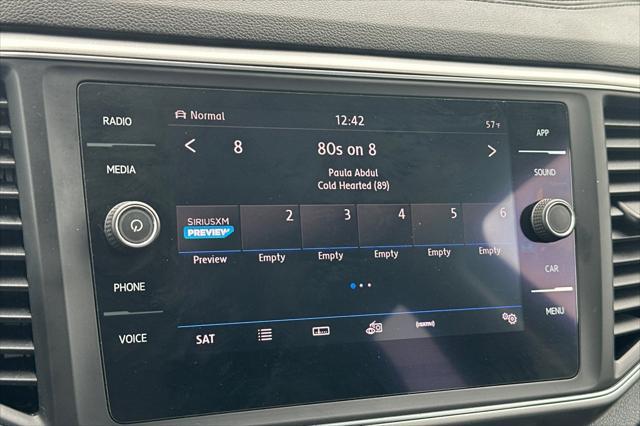 RADIO
MEDIA
PHONE
VOICE
Normal
12:42
57°F
8
80s on 8
Paula Abdul
Cold Hearted (89)
SIRIUSXM
PREVIEW
2
3
4
5
6
Preview
Empty
Empty
Empty
Empty
Empty
SAT
APP
SOUND
CAR
MENU